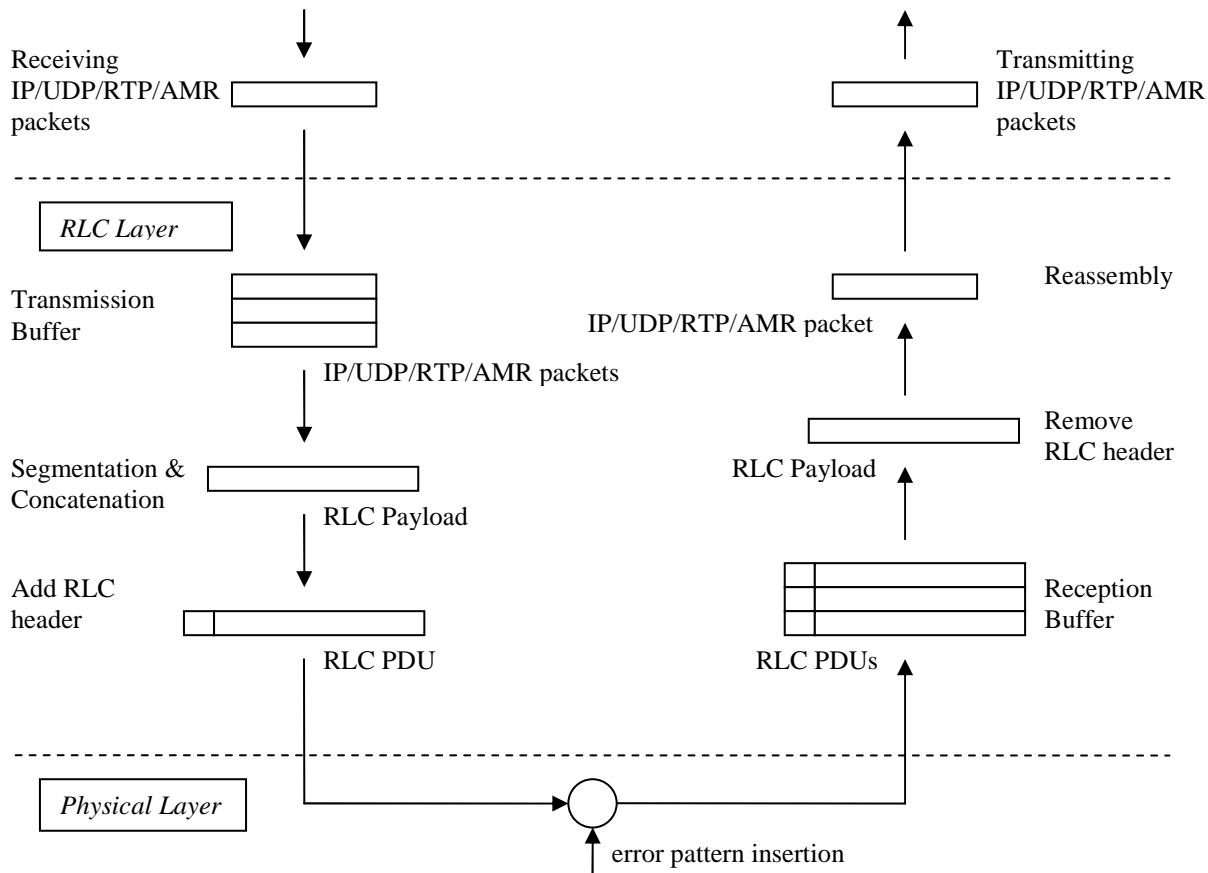 Receiving
IP/UDP/RTP/AMR
packets
Transmitting
IP/UDP/RTP/AMR
packets
RLC Layer
Transmission
Buffer
IP/UDP/RTP/AMR packets
Reassembly
IP/UDP/RTP/AMR packet
Segmentation &
Concatenation
RLC Payload
Remove
RLC header
RLC Payload
Add RLC
header
RLC PDU
Reception
Buffer
RLC PDUs
Physical Layer
error pattern insertion